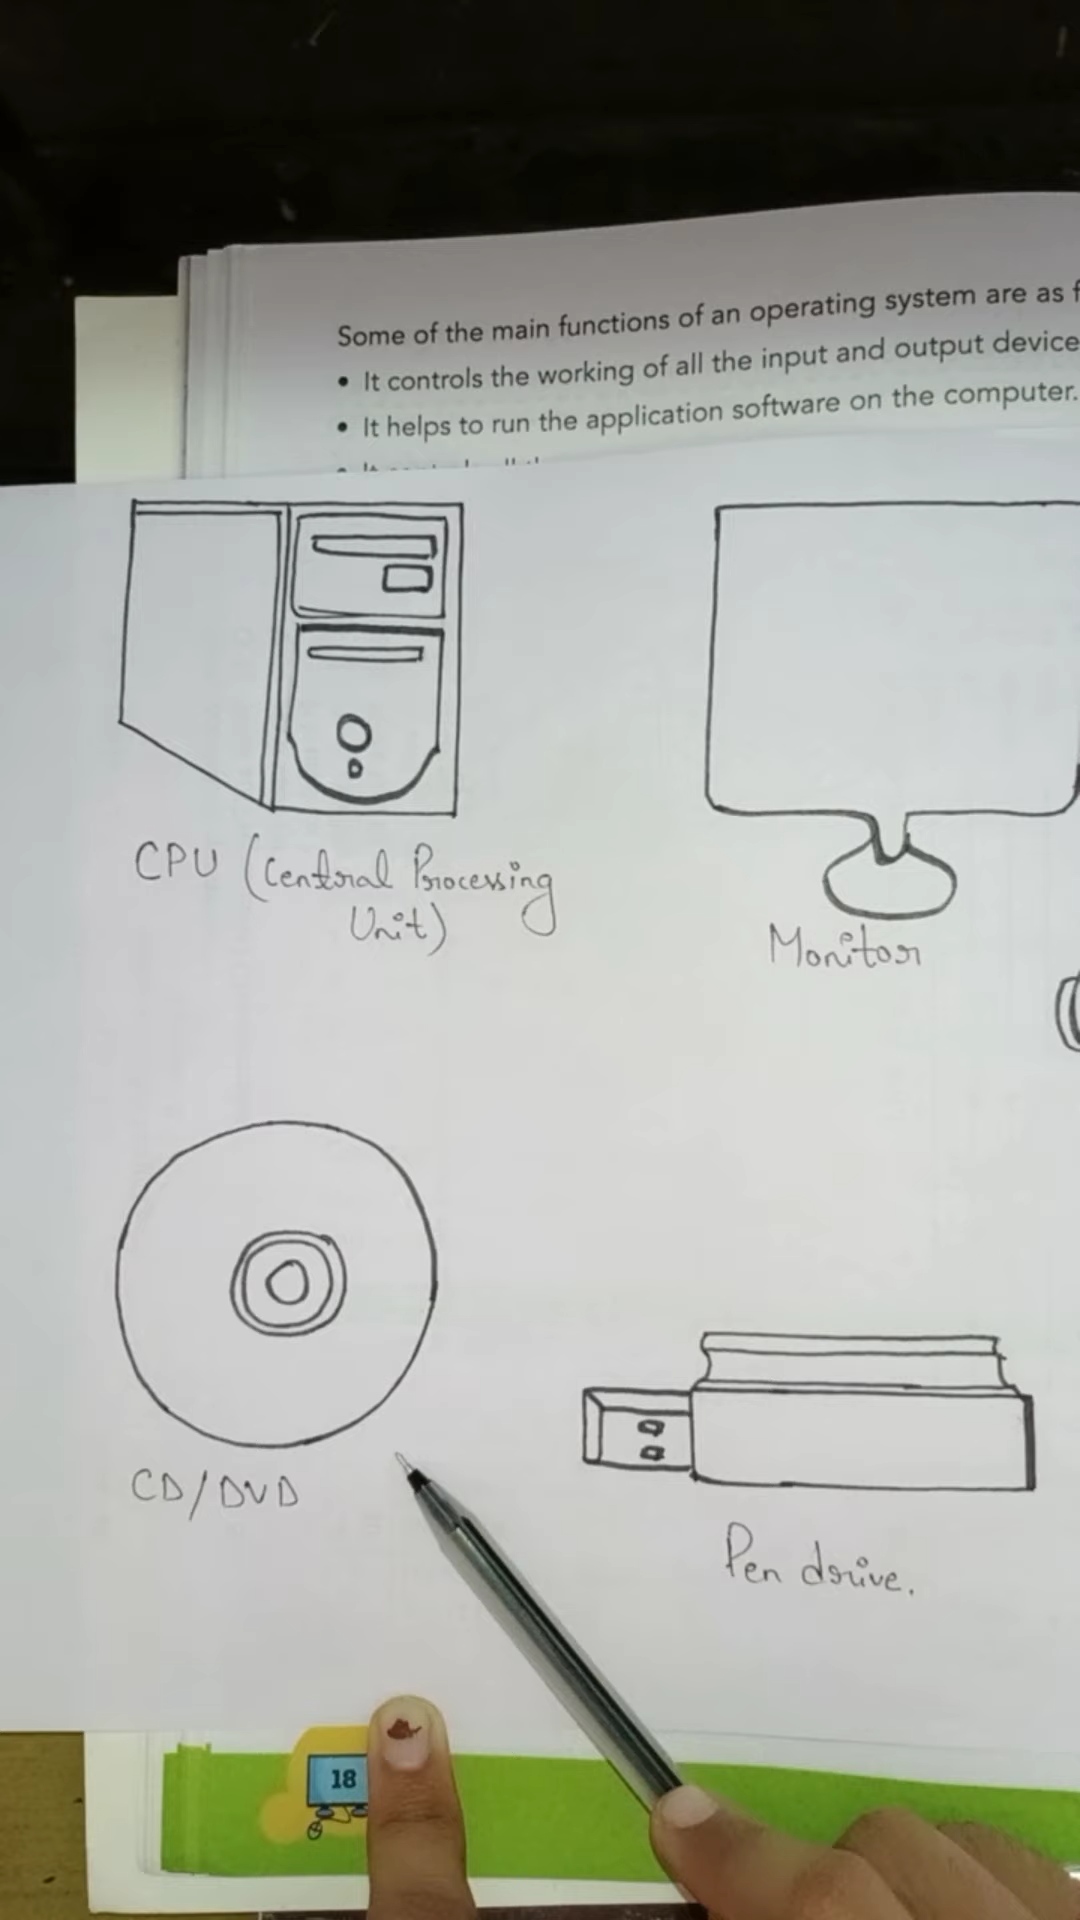 Some of the main functions of an operating system are as
• It controls the working of all the input and output device
• It helps to run the application software on the computer.
CPU (Central Processing
Unit)
Monitor
CD/DVD
Pen drive.
18